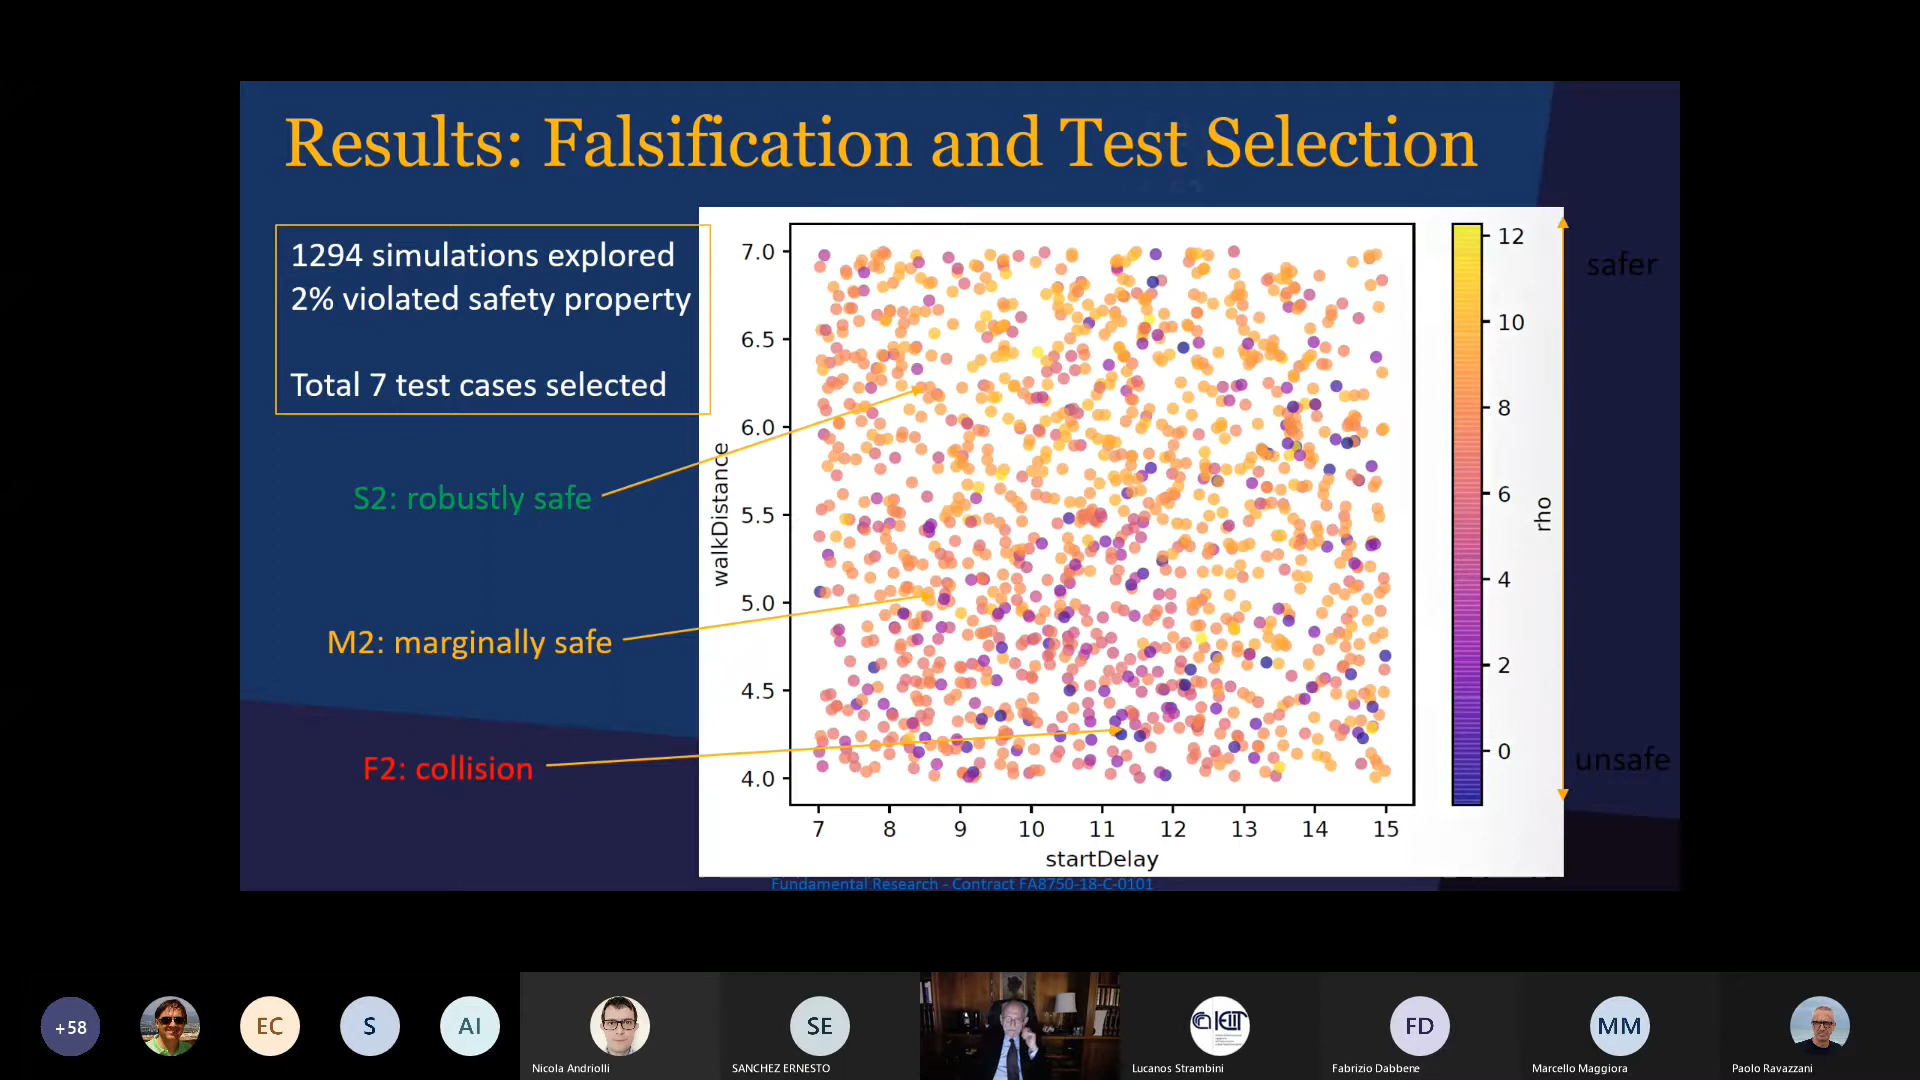 Results: Falsification and Test Selection
1294 simulations explored
2% violated safety property
Total 7 test cases selected
S2: robustly safe
M2: marginally safe
F2: collision
7.0
6.5
6.0
5.5
5.0
4.5
4.0
walkDistance
7 8 9 10 11 12 13 14 15
startDelay
12
10
8
6
4
2
0
rho
safer
unsafe
Fundamental Research - Contract FA8750-18-C-0101
+58
EC
S
AI
Nicola Andriolli
SE
SANCHEZ ERNESTO
IEIIT
Lucanos Strambini
FD
Fabrizio Dabbene
MM
Marcello Maggiora
Paolo Ravazzani